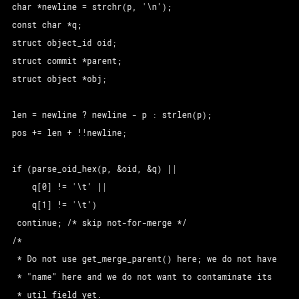 char *newline = strchr(p, '\n');
const char *q;
struct object_id oid;
struct commit *parent;
struct object *obj;

len = newline ? newline - p : strlen(p);
pos += len + !!newline;

if (parse_oid_hex(p, &oid, &q) ||
    q[0] != '\t' ||
    q[1] != '\t')
 continue; /* skip not-for-merge */
/*
 * Do not use get_merge_parent() here; we do not have
 * "name" here and we do not want to contaminate its
 * util field yet.